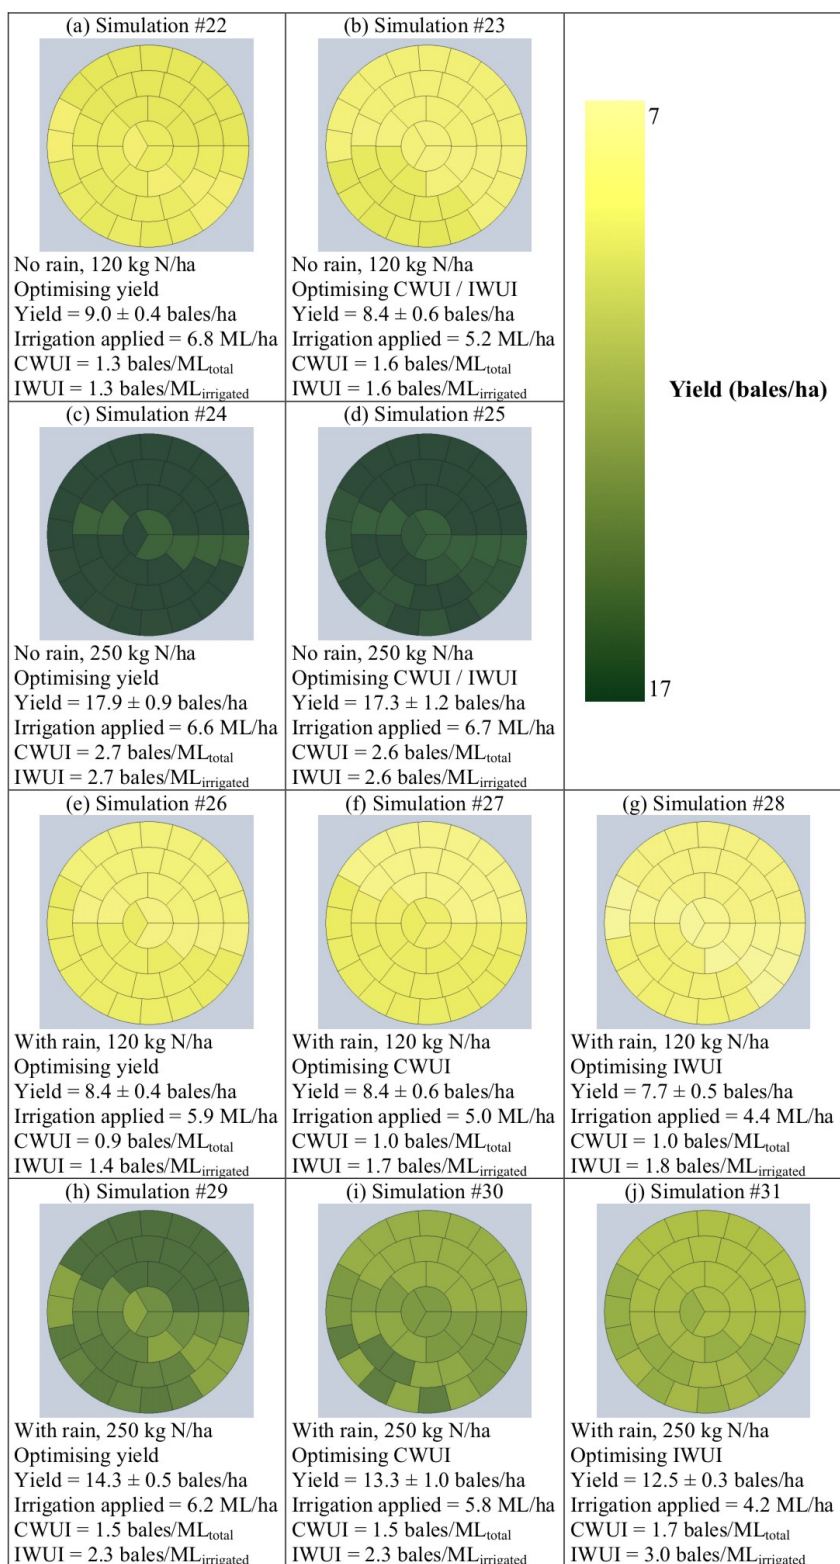 (a) Simulation #22
No rain, 120 kg N/ha
Optimising yield
Yield = 9.0 ± 0.4 bales/ha
Irrigation applied = 6.8 ML/ha
CWUI = 1.3 bales/MLtotal
IWUI = 1.3 bales/MLirrigated
(b) Simulation #23
No rain, 120 kg N/ha
Optimising CWUI / IWUI
Yield = 8.4 ± 0.6 bales/ha
Irrigation applied = 5.2 ML/ha
CWUI = 1.6 bales/MLtotal
IWUI = 1.6 bales/MLirrigated
7
Yield (bales/ha)
17
(c) Simulation #24
No rain, 250 kg N/ha
Optimising yield
Yield = 17.9 ± 0.9 bales/ha
Irrigation applied = 6.6 ML/ha
CWUI = 2.7 bales/MLtotal
IWUI = 2.7 bales/MLirrigated
(d) Simulation #25
No rain, 250 kg N/ha
Optimising CWUI / IWUI
Yield = 17.3 ± 1.2 bales/ha
Irrigation applied = 6.7 ML/ha
CWUI = 2.6 bales/MLtotal
IWUI = 2.6 bales/MLirrigated
(e) Simulation #26
With rain, 120 kg N/ha
Optimising yield
Yield = 8.4 ± 0.4 bales/ha
Irrigation applied = 5.9 ML/ha
CWUI = 0.9 bales/MLtotal
IWUI = 1.4 bales/MLirrigated
(f) Simulation #27
With rain, 120 kg N/ha
Optimising CWUI
Yield = 8.4 ± 0.6 bales/ha
Irrigation applied = 5.0 ML/ha
CWUI = 1.0 bales/MLtotal
IWUI = 1.7 bales/MLirrigated
(g) Simulation #28
With rain, 120 kg N/ha
Optimising IWUI
Yield = 7.7 ± 0.5 bales/ha
Irrigation applied = 4.4 ML/ha
CWUI = 1.0 bales/MLtotal
IWUI = 1.8 bales/MLirrigated
(h) Simulation #29
With rain, 250 kg N/ha
Optimising yield
Yield = 14.3 ± 0.5 bales/ha
Irrigation applied = 6.2 ML/ha
CWUI = 1.5 bales/MLtotal
IWUI = 2.3 bales/MLirrigated
(i) Simulation #30
With rain, 250 kg N/ha
Optimising CWUI
Yield = 13.3 ± 1.0 bales/ha
Irrigation applied = 5.8 ML/ha
CWUI = 1.5 bales/MLtotal
IWUI = 2.3 bales/MLirrigated
(j) Simulation #31
With rain, 250 kg N/ha
Optimising IWUI
Yield = 12.5 ± 0.3 bales/ha
Irrigation applied = 4.2 ML/ha
CWUI = 1.7 bales/MLtotal
IWUI = 3.0 bales/MLirrigated